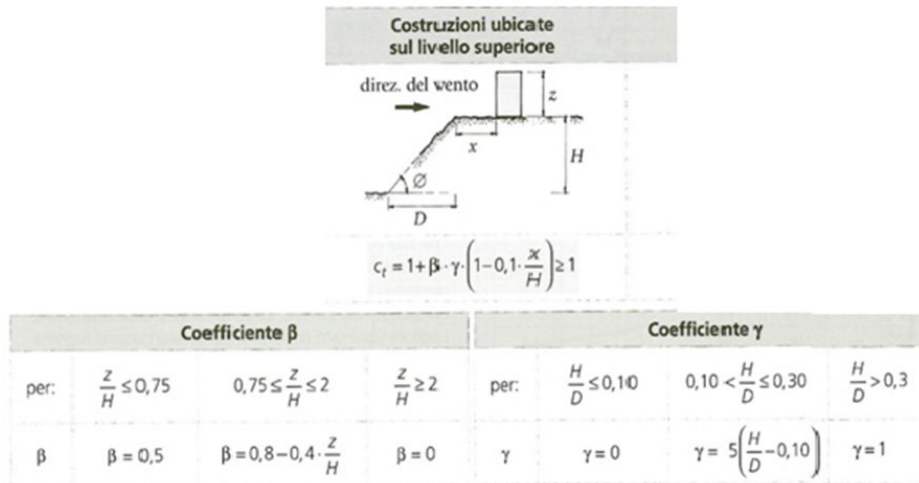 Costruzioni ubicate
sul livello superiore
direz. del wento
z
x
H
Ø
D
c_t = 1+β·γ·(1−0,1·x/H)≥1
Coefficiente β Coefficiente γ
per: z/H ≤0,75 0,75≤ z/H ≤2 z/H ≥2 per: H/D ≤0,10 0,10< H/D ≤0,30 H/D >0,3
β β=0,5 β=0,8−0,4·z/H β=0 γ γ=0 γ= 5(H/D −0,10) γ=1